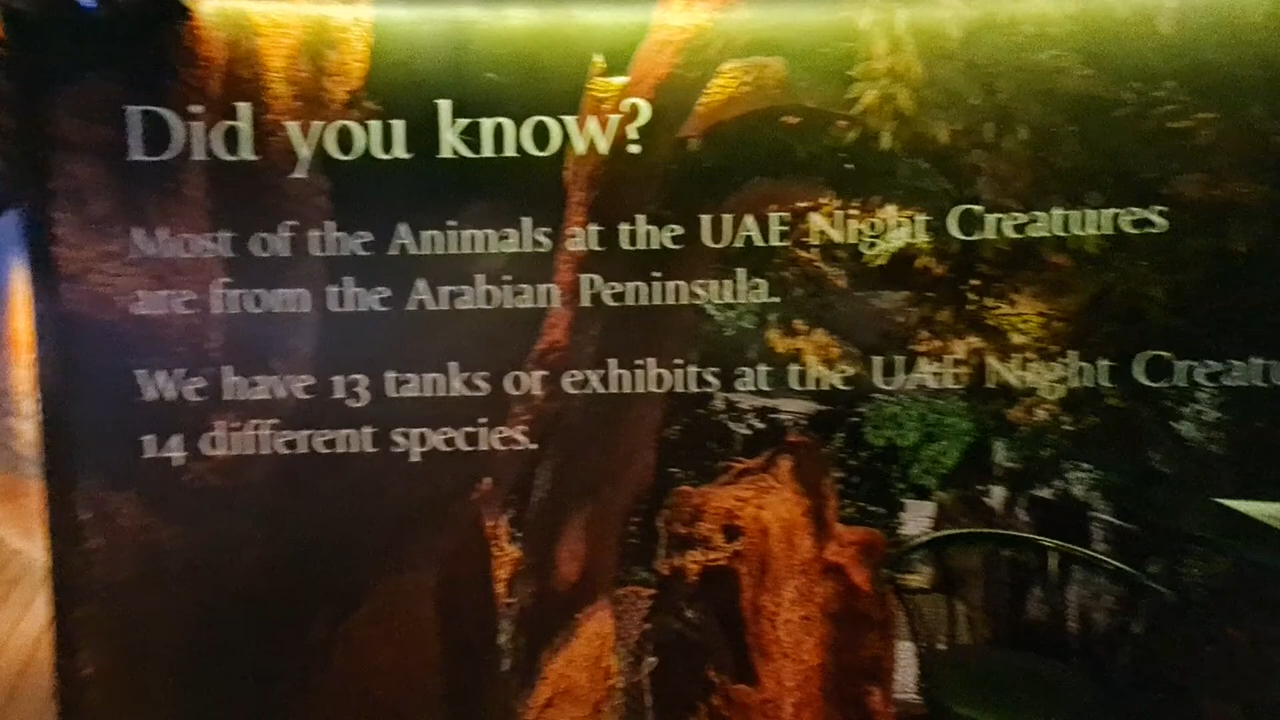 Did you know?
Most of the Animals at the UAE Night Creatures
are from the Arabian Peninsula.
We have 13 tanks or exhibits at the UAE Night
14 different species.